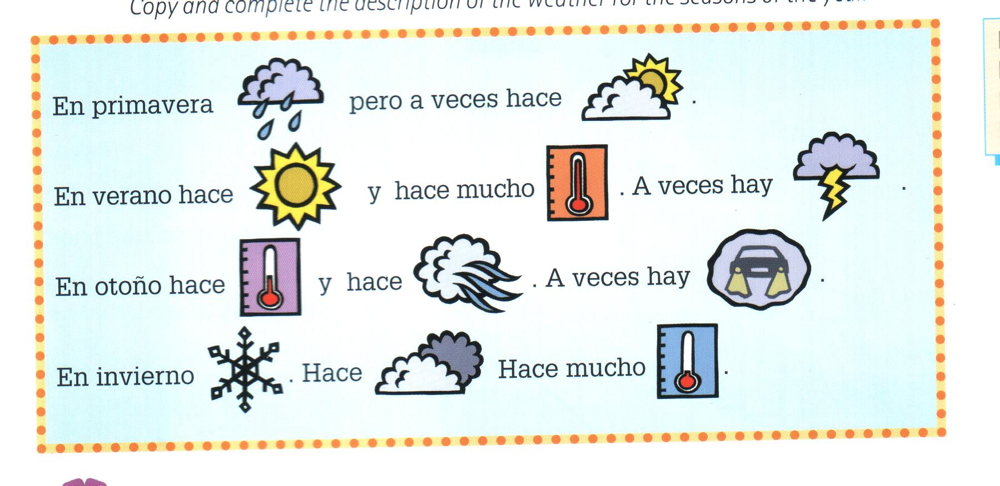 Copy and complete the description of the weather for the seasons of the year.
En primavera pero a veces hace .
En verano hace y hace mucho . A veces hay .
En otoño hace y hace . A veces hay .
En invierno . Hace Hace mucho .